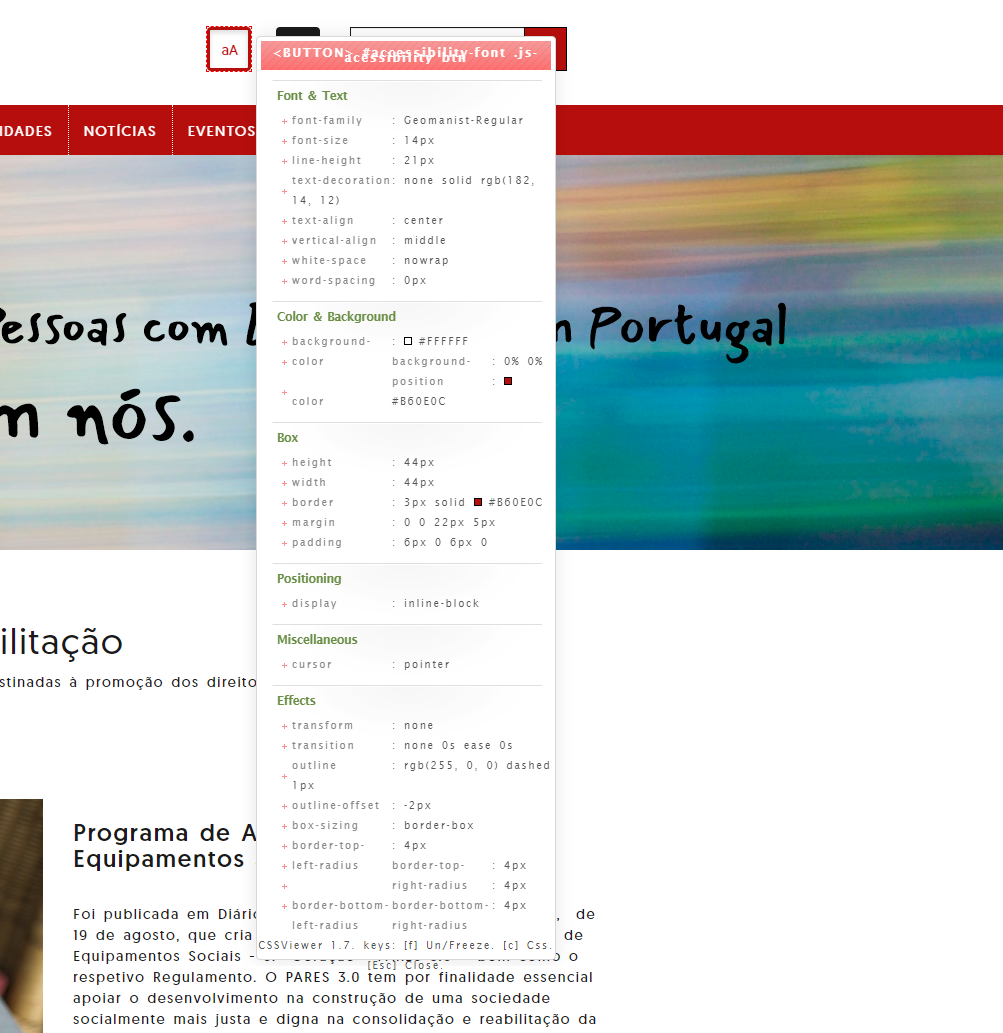 aA
<BUTTON> #accessibility-font .js-
acessibility btn
IDADES NOTÍCIAS EVENTOS
Font & Text
font-family : Geomanist-Regular
font-size : 14px
line-height : 21px
text-decoration: none solid rgb(182,
14, 12)
text-align : center
vertical-align : middle
white-space : nowrap
word-spacing : 0px
Pessoas com D n Portugal
m nós.
Color & Background
background- : #FFFFFF
color background- : 0% 0%
position :
color #B60E0C
Box
height : 44px
width : 44px
border : 3px solid #B60E0C
margin : 0 0 22px 5px
padding : 6px 0 6px 0
Positioning
display : inline-block
Miscellaneous
cursor : pointer
Effects
transform : none
transition : none 0s ease 0s
outline : rgb(255, 0, 0) dashed
1px
outline-offset : -2px
box-sizing : border-box
border-top- : 4px
left-radius border-top- : 4px
right-radius : 4px
border-bottom- border-bottom- : 4px
left-radius right-radius
CSSViewer 1.7. keys: [f] Un/Freeze. [c] Css.
[Esc] Close.
ilitação
stinadas à promoção dos direito
Programa de A
Equipamentos
Foi publicada em Diári , de
19 de agosto, que cria de
Equipamentos Sociais - o
respetivo Regulamento. O PARES 3.0 tem por finalidade essencial
apoiar o desenvolvimento na construção de uma sociedade
socialmente mais justa e digna na consolidação e reabilitação da